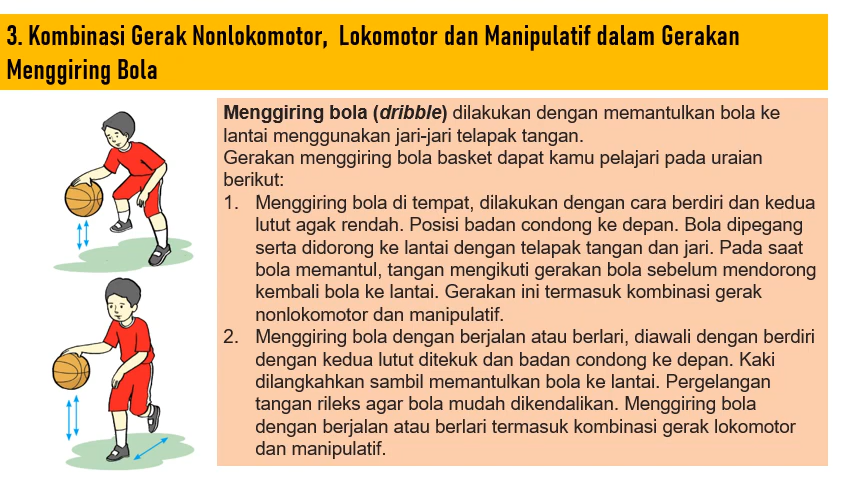 3. Kombinasi Gerak Nonlokomotor, Lokomotor dan Manipulatif dalam Gerakan
Menggiring Bola
Menggiring bola (dribble) dilakukan dengan memantulkan bola ke
lantai menggunakan jari-jari telapak tangan.
Gerakan menggiring bola basket dapat kamu pelajari pada uraian
berikut:
1. Menggiring bola di tempat, dilakukan dengan cara berdiri dan kedua
lutut agak rendah. Posisi badan condong ke depan. Bola dipegang
serta didorong ke lantai dengan telapak tangan dan jari. Pada saat
bola memantul, tangan mengikuti gerakan bola sebelum mendorong
kembali bola ke lantai. Gerakan ini termasuk kombinasi gerak
nonlokomotor dan manipulatif.
2. Menggiring bola dengan berjalan atau berlari, diawali dengan berdiri
dengan kedua lutut ditekuk dan badan condong ke depan. Kaki
dilangkahkan sambil memantulkan bola ke lantai. Pergelangan
tangan rileks agar bola mudah dikendalikan. Menggiring bola
dengan berjalan atau berlari termasuk kombinasi gerak lokomotor
dan manipulatif.